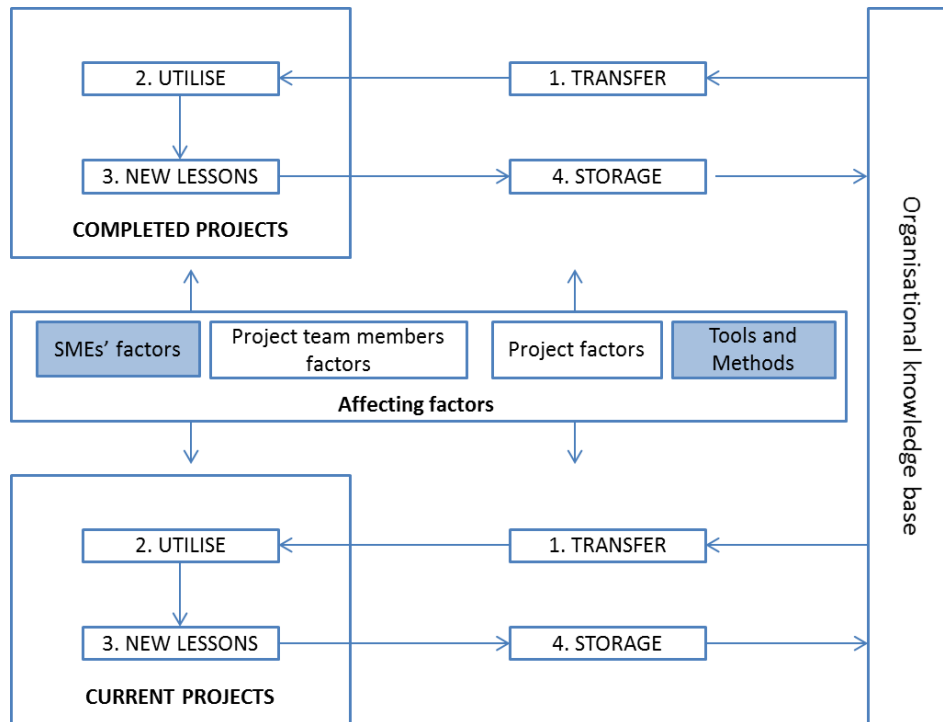 2. UTILISE
1. TRANSFER
3. NEW LESSONS
4. STORAGE
COMPLETED PROJECTS
SMEs' factors
Project team members
factors
Project factors
Tools and
Methods
Affecting factors
2. UTILISE
1. TRANSFER
3. NEW LESSONS
4. STORAGE
CURRENT PROJECTS
Organisational knowledge base